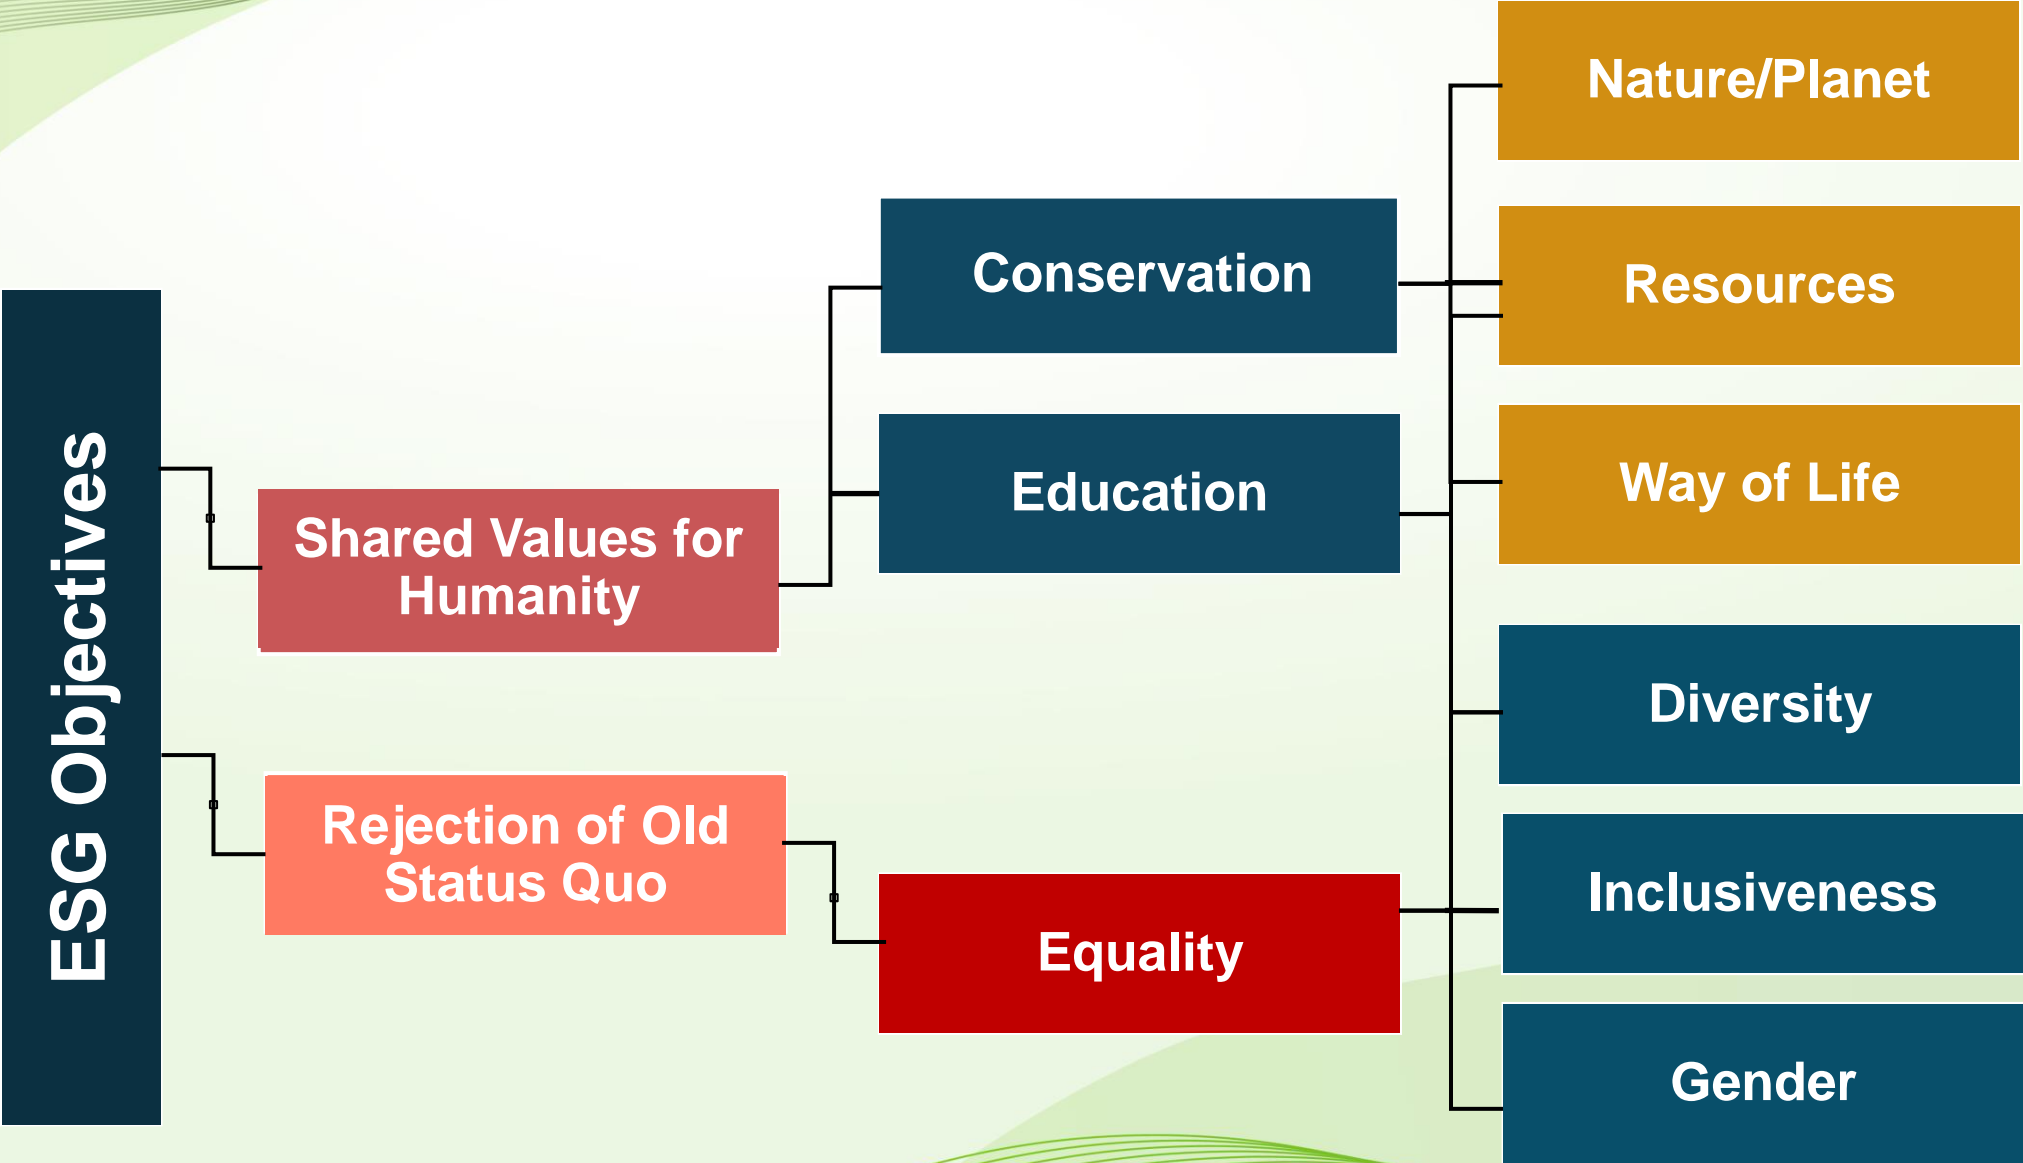 ESG Objectives
Shared Values for
Humanity
Rejection of Old
Status Quo
Conservation
Education
Equality
Nature/Planet
Resources
Way of Life
Diversity
Inclusiveness
Gender